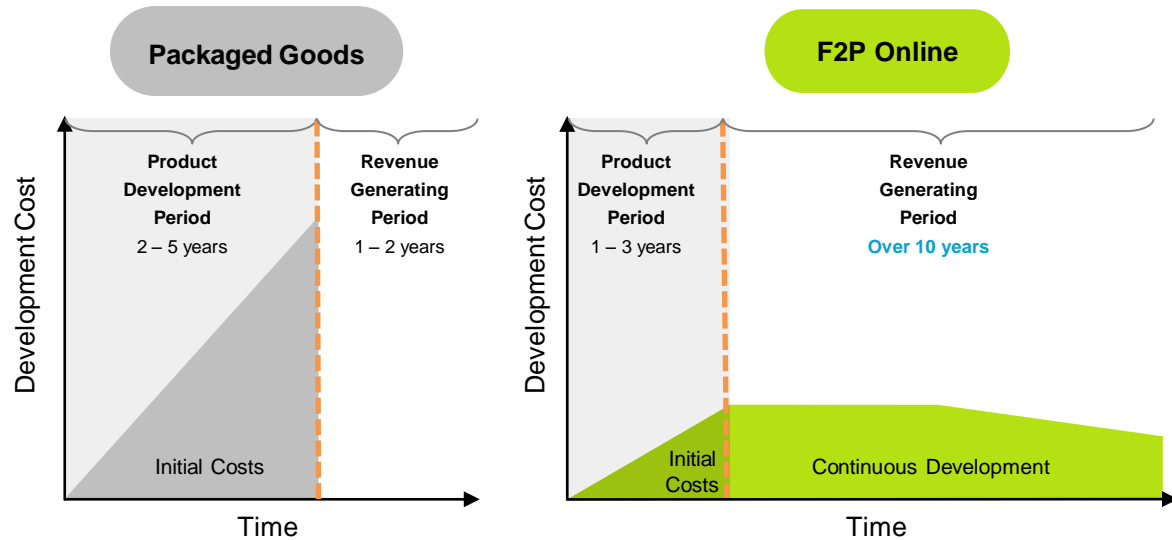 Packaged Goods
Development Cost
Product
Development
Period
2 – 5 years
Revenue
Generating
Period
1 – 2 years
Initial Costs
Time
F2P Online
Development Cost
Product
Development
Period
1 – 3 years
Revenue
Generating
Period
Over 10 years
Initial
Costs
Continuous Development
Time